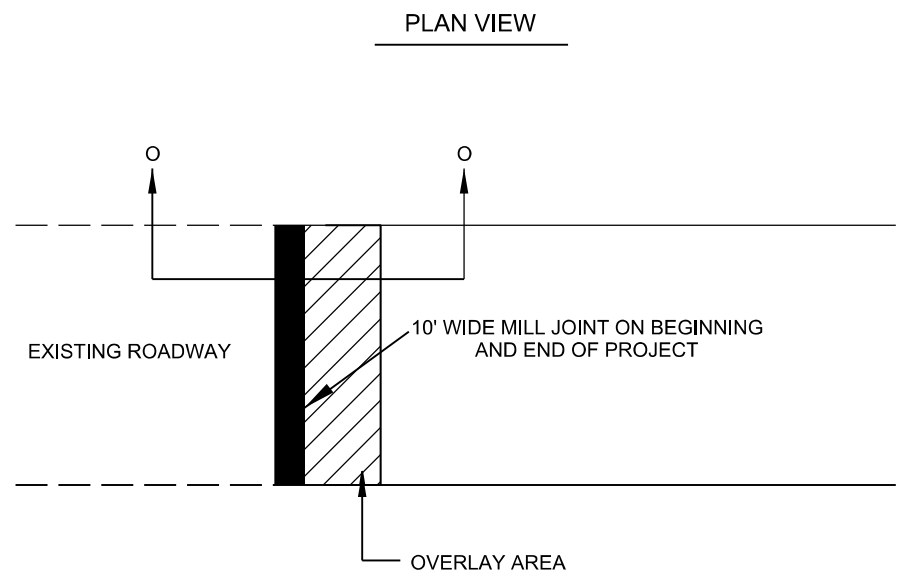 PLAN VIEW
O
O
10' WIDE MILL JOINT ON BEGINNING
AND END OF PROJECT
EXISTING ROADWAY
OVERLAY AREA